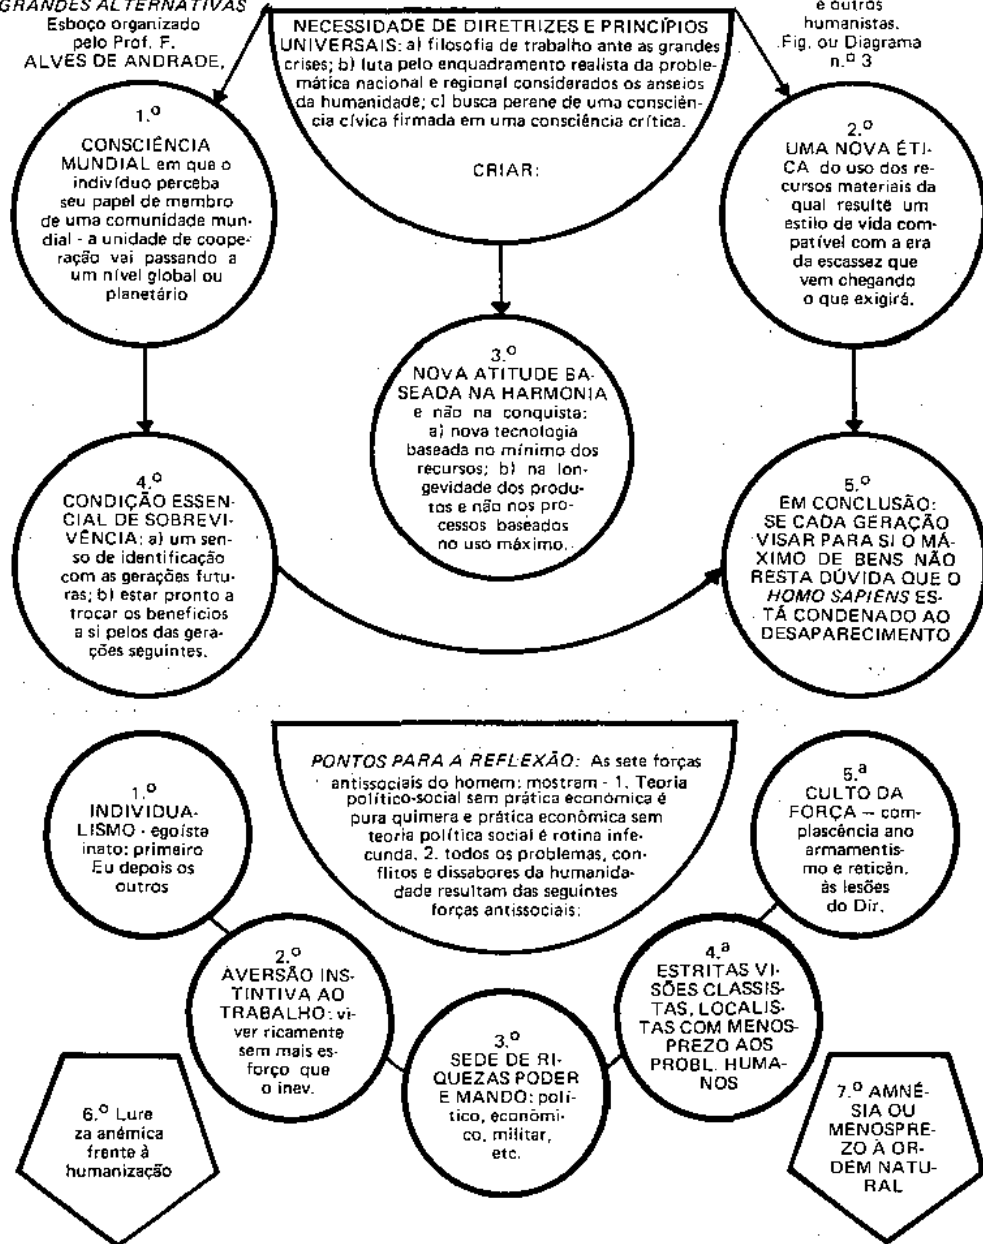 GRANDES ALTERNATIVAS
Esboço organizado
pelo Prof. F.
ALVES DE ANDRADE,
e outros
humanistas.
Fig. ou Diagrama
n.º 3
NECESSIDADE DE DIRETRIZES E PRINCÍPIOS
UNIVERSAIS: a) filosofia de trabalho ante as grandes
crises; b) luta pelo enquadramento realista da proble-
mática nacional e regional considerados os anseios
da humanidade; c) busca perene de uma consciên-
cia cívica firmada em uma consciência crítica.
CRIAR:
1.º
CONSCIÊNCIA
MUNDIAL em que o
indivíduo perceba
seu papel de membro
de uma comunidade mun-
dial - a unidade de coope-
ração vai passando a
um nível global ou
planetário
2.º
UMA NOVA ÉTI-
CA do uso dos re-
cursos materiais da
qual resulte um
estilo de vida com-
patível com a era
da escassez que
vem chegando
o que exigirá.
3.º
NOVA ATITUDE BA-
SEADA NA HARMONIA
e não na conquista:
a) nova tecnologia
baseada no mínimo dos
recursos; b) na lon-
gevidade dos produ-
tos e não nos pro-
cessos baseados
no uso máximo.
4.º
CONDIÇÃO ESSEN-
CIAL DE SOBREVI-
VÊNCIA: a) um sen-
so de identificação
com as gerações futu-
ras; b) estar pronto a
trocar os benefícios
a si pelos das gera-
ções seguintes.
5.º
EM CONCLUSÃO:
SE CADA GERAÇÃO
VISAR PARA SI O MÁ-
XIMO DE BENS NÃO
RESTA DÚVIDA QUE O
HOMO SAPIENS ES-
TÁ CONDENADO AO
DESAPARECIMENTO
PONTOS PARA A REFLEXÃO: As sete forças
antissociais do homem: mostram - 1. Teoria
político-social sem prática econômica é
pura quimera e prática econômica sem
teoria política social é rotina infe-
cunda. 2. todos os problemas, con-
flitos e dissabores da humanida-
dade resultam das seguintes
forças antissociais:
1.º
INDIVIDUA-
LISMO - egoísta
inato: primeiro
Eu depois os
outros
2.º
AVERSÃO INS-
TINTIVA AO
TRABALHO: vi-
ver ricamente
sem mais es-
forço que
o inev.
3.º
SEDE DE RI-
QUEZAS PODER
E MANDO: polí-
tico, econômi-
co, militar,
etc.
4.ª
ESTRITAS VI-
SÕES CLASSIS-
TAS, LOCALIS-
TAS COM MENOS-
PREZO AOS
PROBL. HUMA-
NOS
5.ª
CULTO DA
FORÇA – com-
plascência ano
armamentis-
mo e reticên.
às lesões
do Dir.
6.º Lure
za anémica
frente à
humanização
7.º AMNÉ-
SIA OU
MENOSPRE-
ZO À OR-
DEM NATU-
RAL